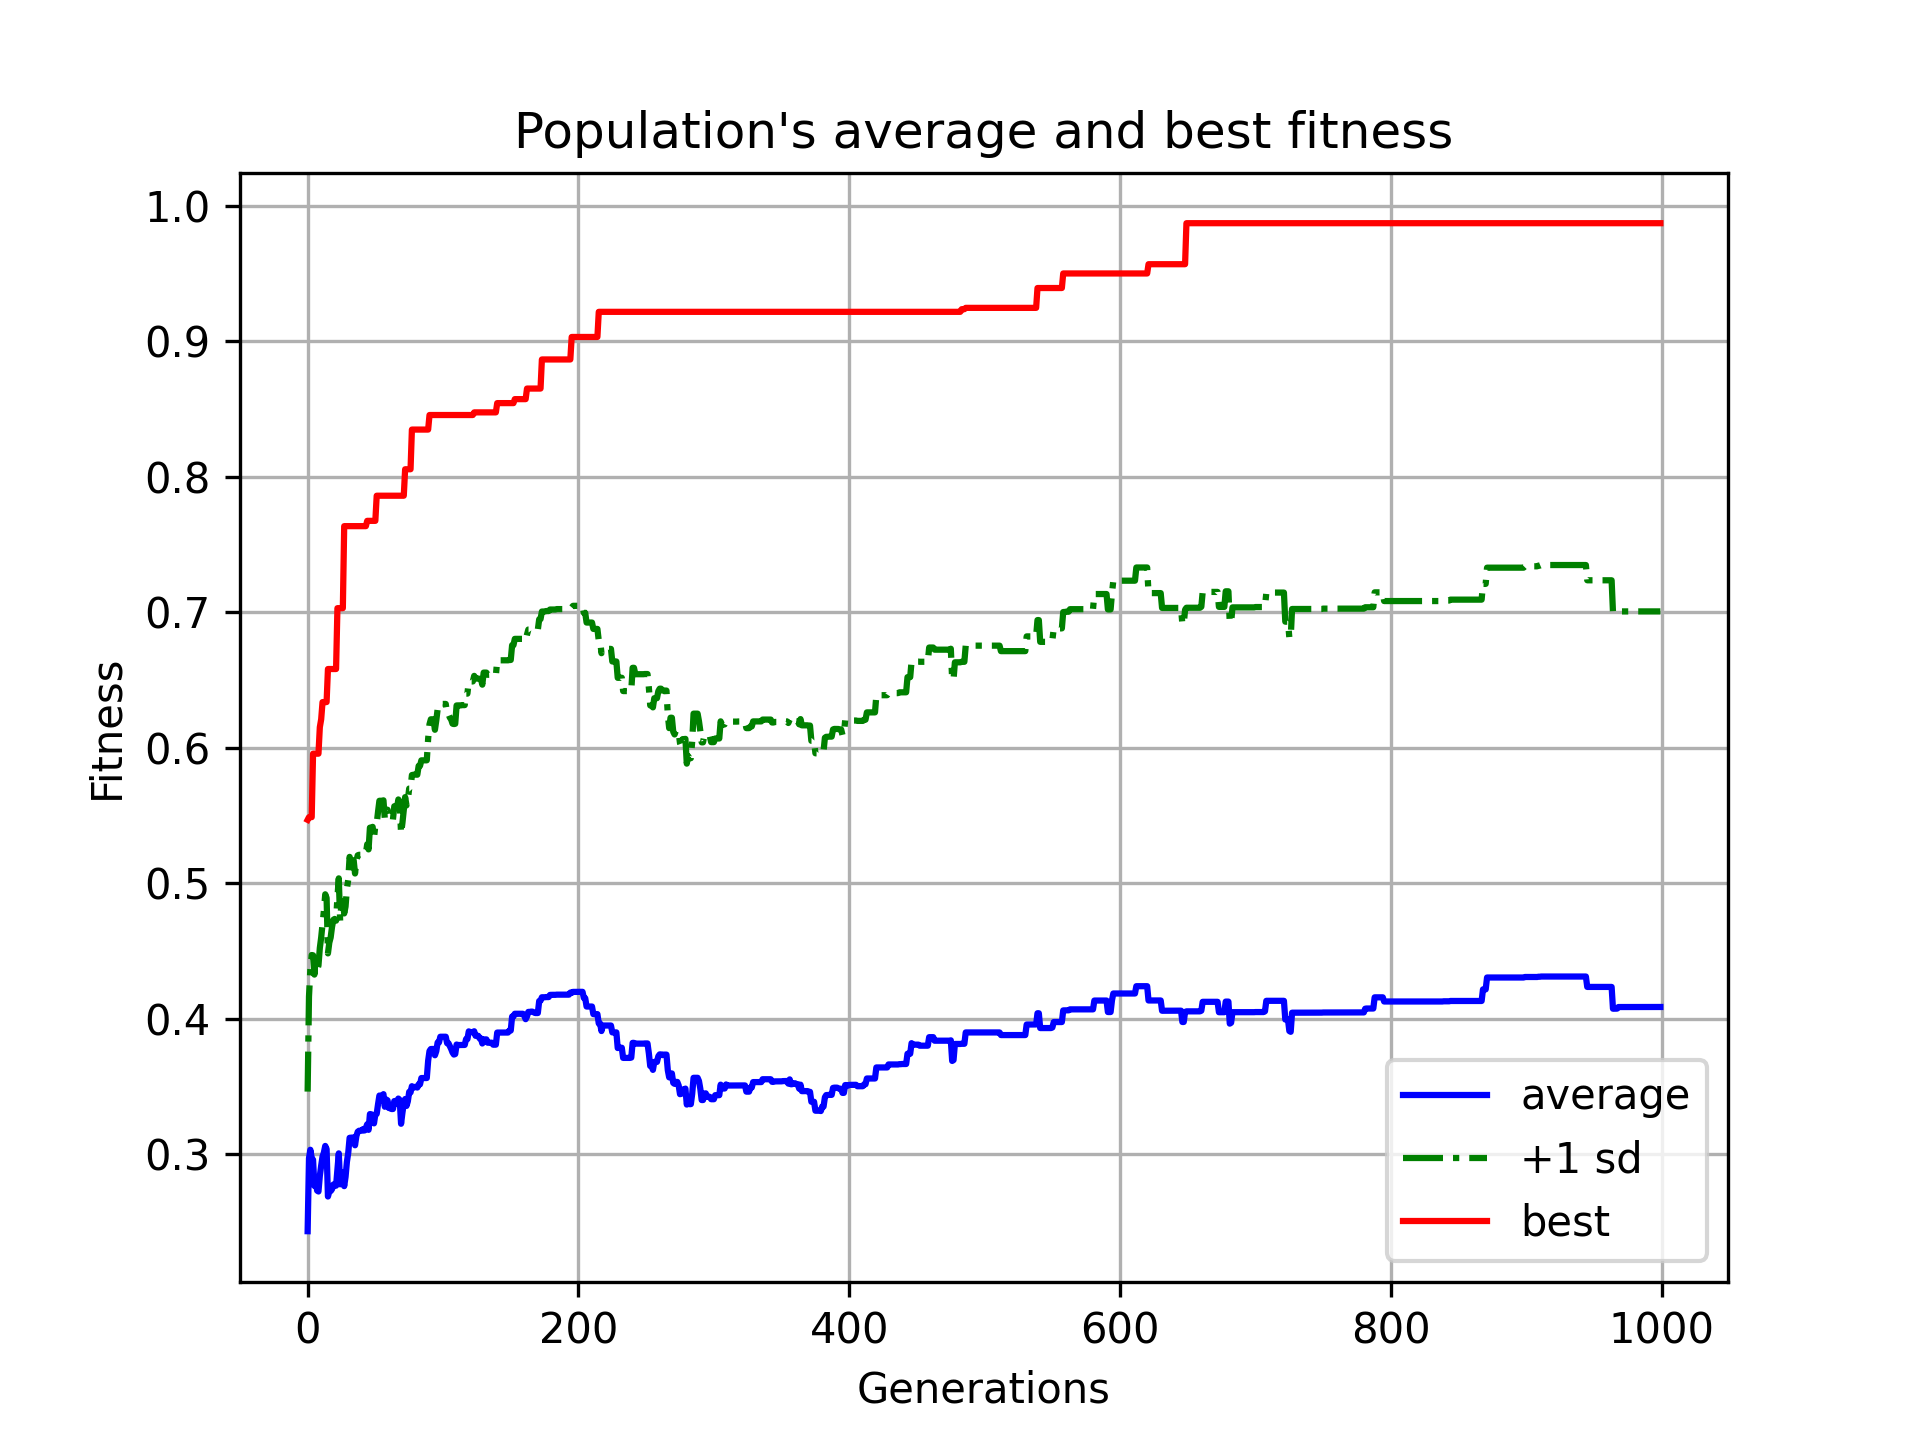 Population's average and best fitness
1.0
0.9
0.8
0.7
0.6
0.5
0.4
0.3
Fitness
average
+1 sd
best
0 200 400 600 800 1000
Generations